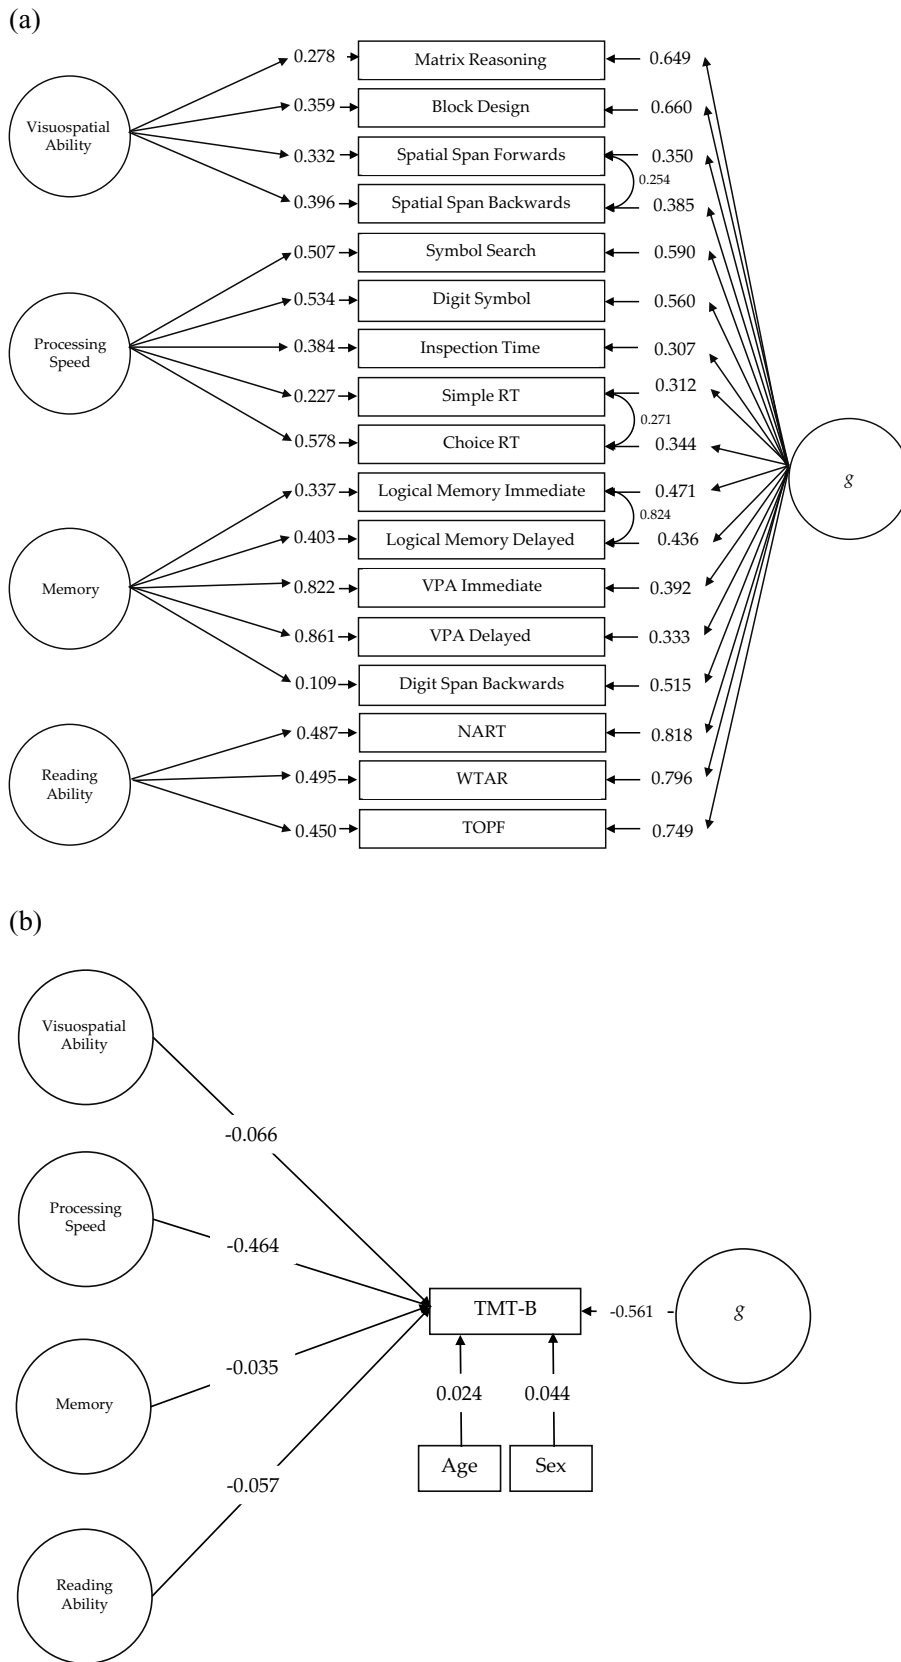 (a)
0.278 Matrix Reasoning 0.649
0.359 Block Design 0.660
Visuospatial
Ability
0.332 Spatial Span Forwards 0.350
0.254
0.396 Spatial Span Backwards 0.385
0.507 Symbol Search 0.590
0.534 Digit Symbol 0.560
Processing
Speed
0.384 Inspection Time 0.307
0.227 Simple RT 0.312
0.271
0.578 Choice RT 0.344
g
0.337 Logical Memory Immediate 0.471
0.824
0.403 Logical Memory Delayed 0.436
Memory
0.822 VPA Immediate 0.392
0.861 VPA Delayed 0.333
0.109 Digit Span Backwards 0.515
0.487 NART 0.818
Reading
Ability
0.495 WTAR 0.796
0.450 TOPF 0.749
(b)
Visuospatial
Ability
-0.066
Processing
Speed
-0.464
TMT-B -0.561 g
Memory
-0.035
0.024 0.044
Age Sex
-0.057
Reading
Ability